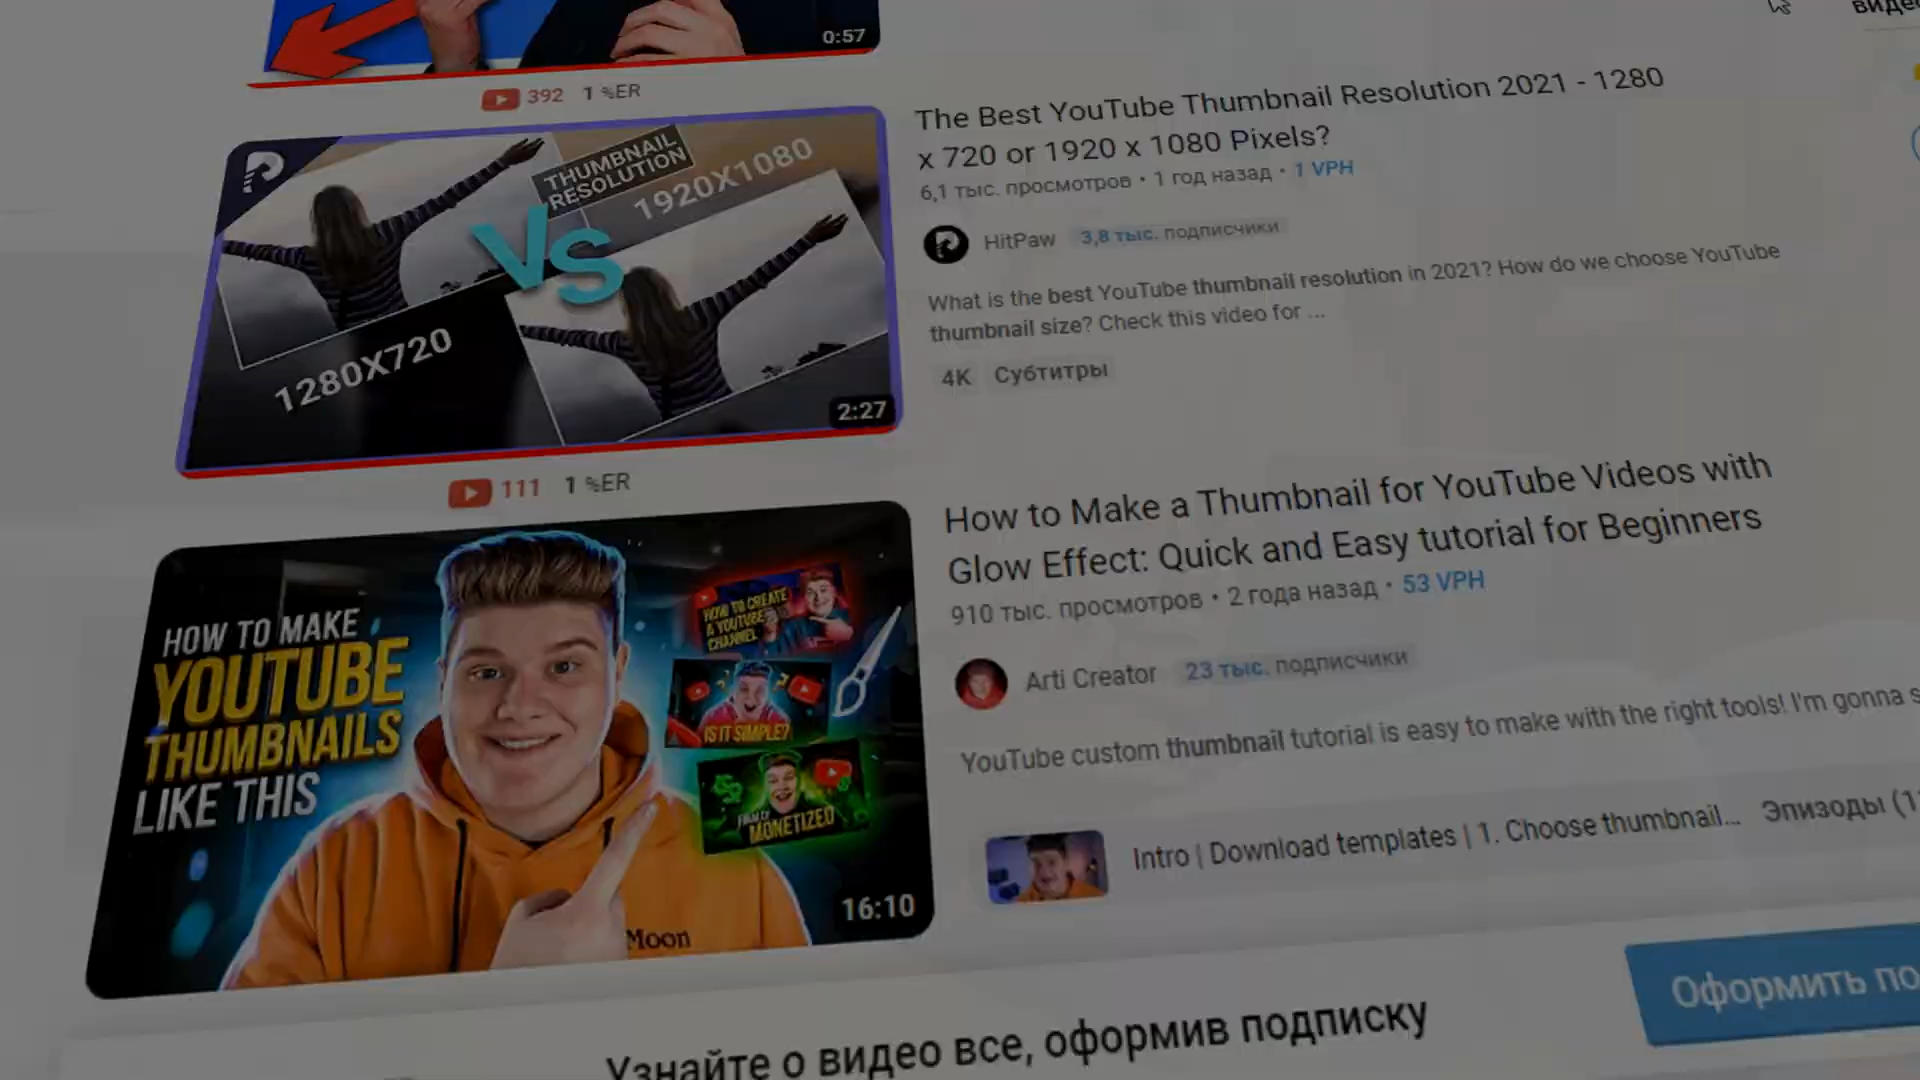 0:57
виде
392 1 %ER
THUMBNAIL
RESOLUTION
1920X1080
VS
1280X720
2:27
The Best YouTube Thumbnail Resolution 2021 - 1280
x 720 or 1920 x 1080 Pixels?
6,1 тыс. просмотров • 1 год назад • 1 VPH
HitPaw 3,8 тыс. подписчики
What is the best YouTube thumbnail resolution in 2021? How do we choose YouTube
thumbnail size? Check this video for ...
4K Субтитры
111 1 %ER
HOW TO MAKE
YOUTUBE
THUMBNAILS
LIKE THIS
HOW TO CREATE
A YOUTUBE
CHANNEL
IS IT SIMPLE?
FINALLY
MONETIZED
Moon
16:10
How to Make a Thumbnail for YouTube Videos with
Glow Effect: Quick and Easy tutorial for Beginners
910 тыс. просмотров • 2 года назад • 53 VPH
Arti Creator 23 тыс. подписчики
YouTube custom thumbnail tutorial is easy to make with the right tools! I'm gonna s
Intro | Download templates | 1. Choose thumbnail... Эпизоды (1
Узнайте о видео все, оформив подписку
Оформить по